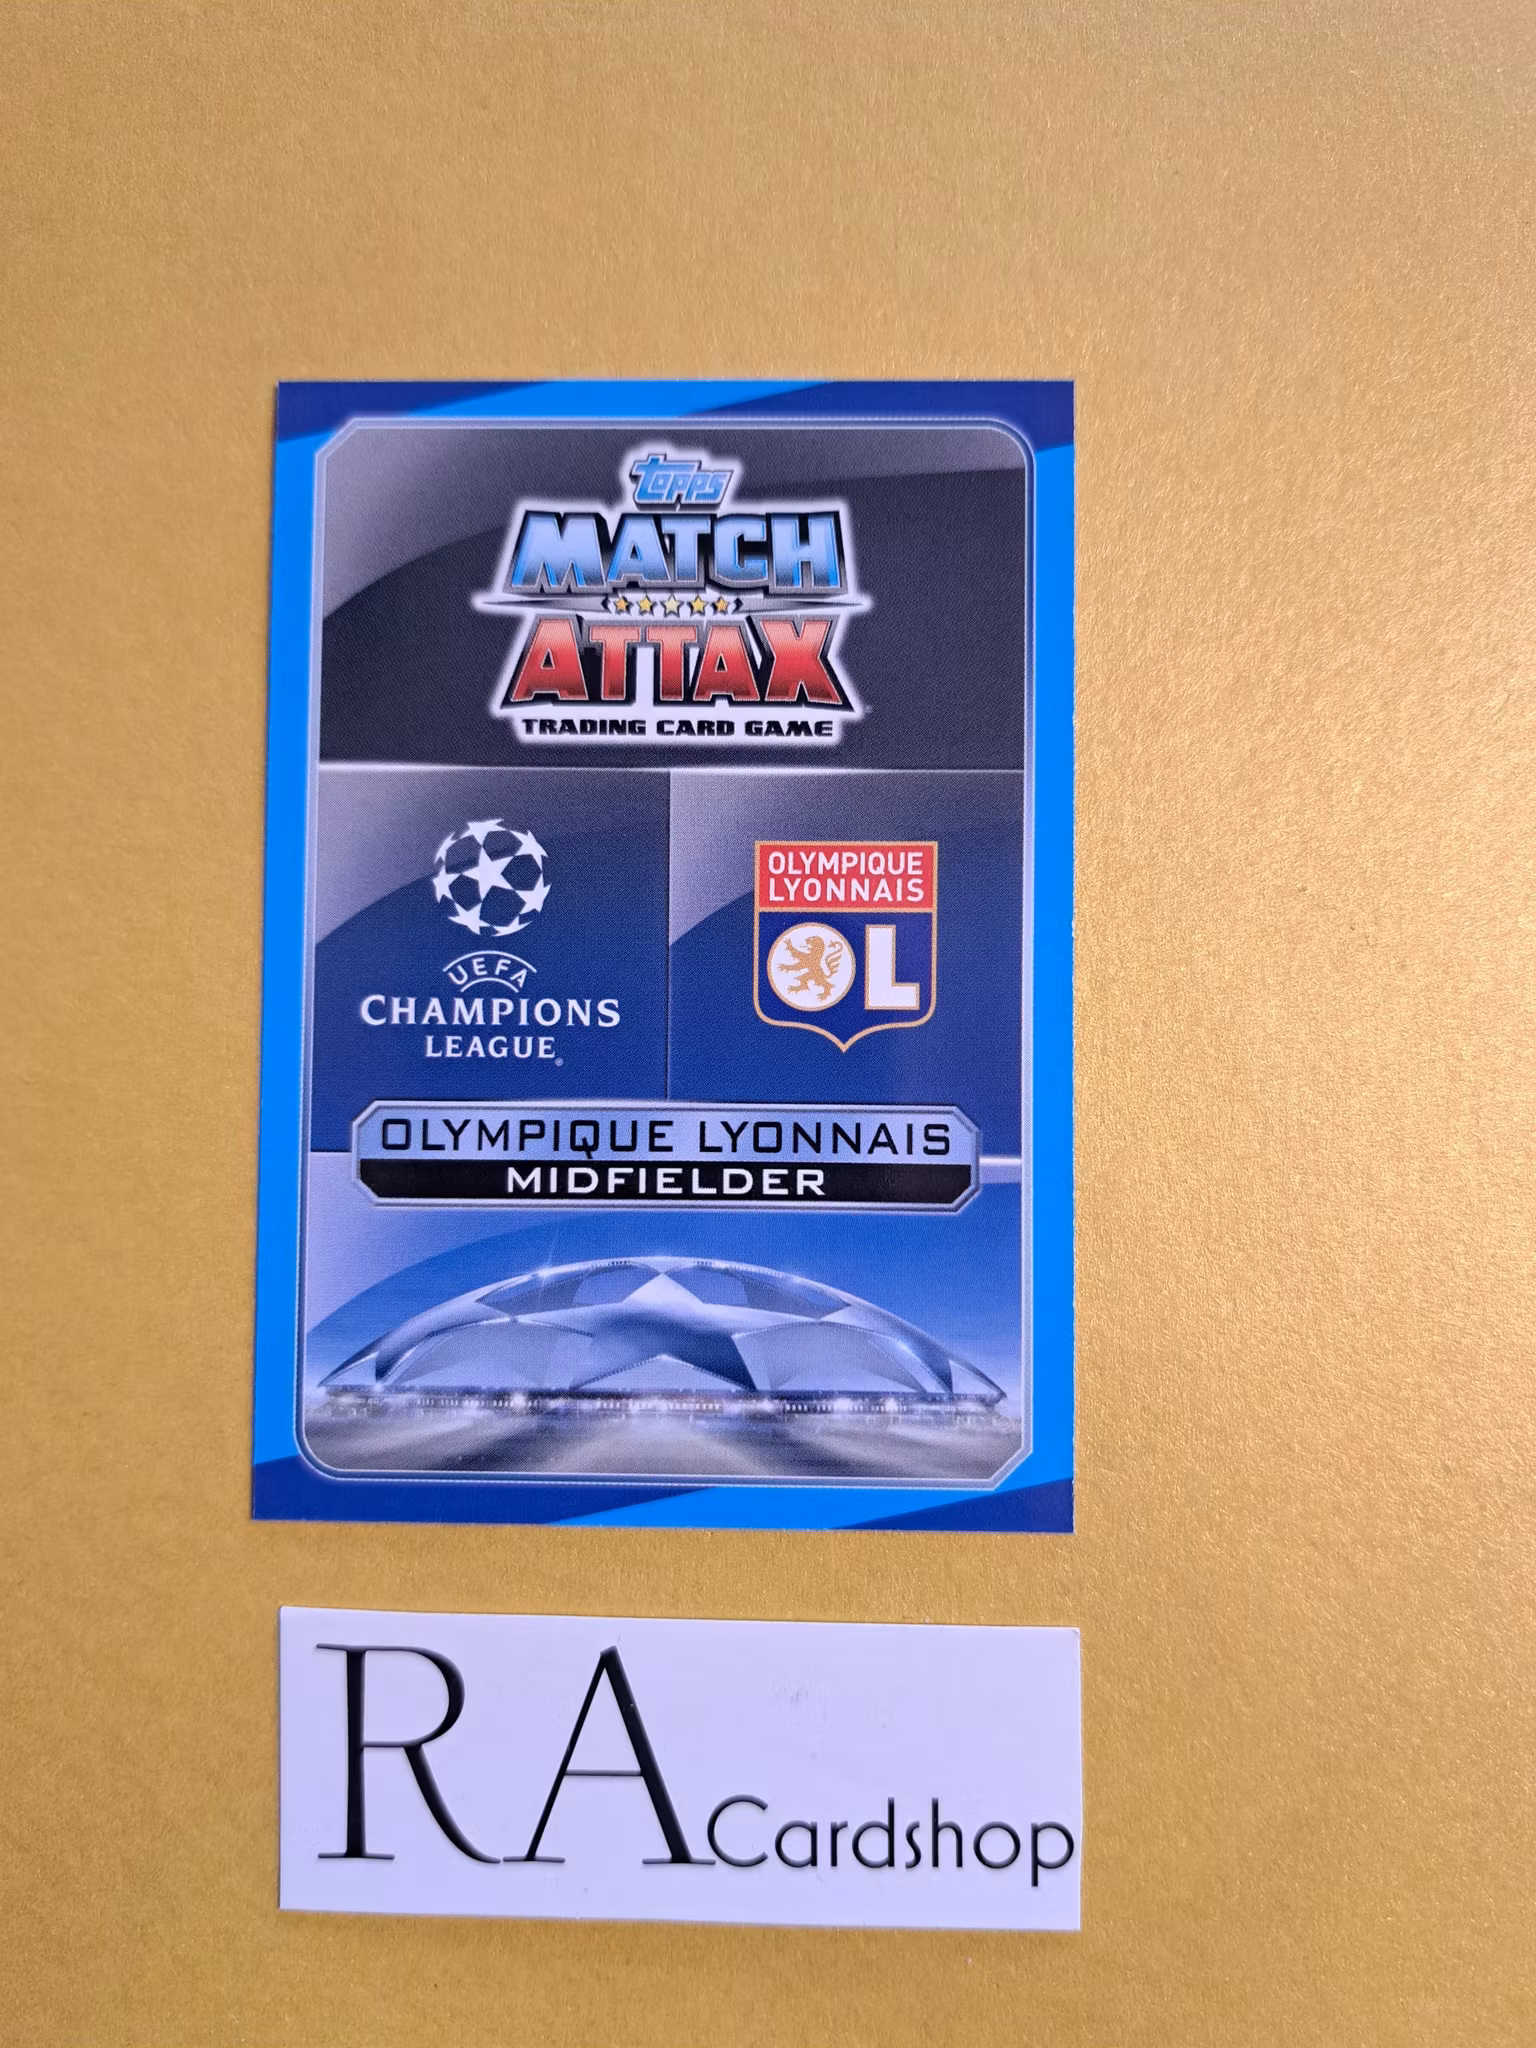 topps
MATCH
ATTAX
TRADING CARD GAME
UEFA
CHAMPIONS
LEAGUE
OLYMPIQUE
LYONNAIS
OL
OLYMPIQUE LYONNAIS
MIDFIELDER
RA Cardshop